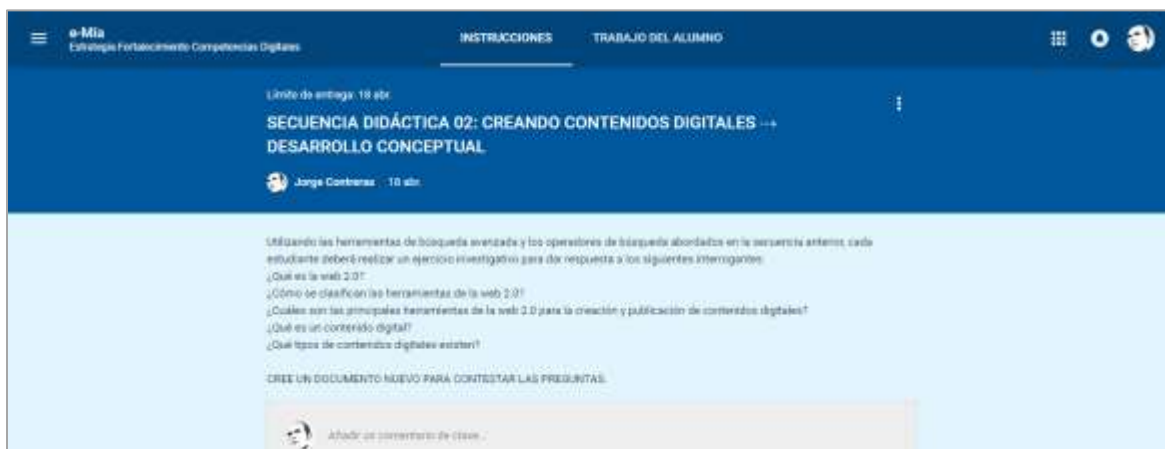 e-Mia
Estrategia Fortalecimiento Competencias Digitales
INSTRUCCIONES
TRABAJO DEL ALUMNO
Límite de entrega: 18 abr.
SECUENCIA DIDÁCTICA 02: CREANDO CONTENIDOS DIGITALES →
DESARROLLO CONCEPTUAL
Jorge Contreras 18 abr.
Utilizando las herramientas de búsqueda avanzada y los operadores de búsqueda abordados en la secuencia anterior, cada
estudiante deberá realizar un ejercicio investigativo para dar respuesta a los siguientes interrogantes:
¿Qué es la web 2.0?
¿Cómo se clasifican las herramientas de la web 2.0?
¿Cuáles son las principales herramientas de la web 2.0 para la creación y publicación de contenidos digitales?
¿Qué es un contenido digital?
¿Qué tipos de contenidos digitales existen?
CREE UN DOCUMENTO NUEVO PARA CONTESTAR LAS PREGUNTAS.
Añadir un comentario de clase...